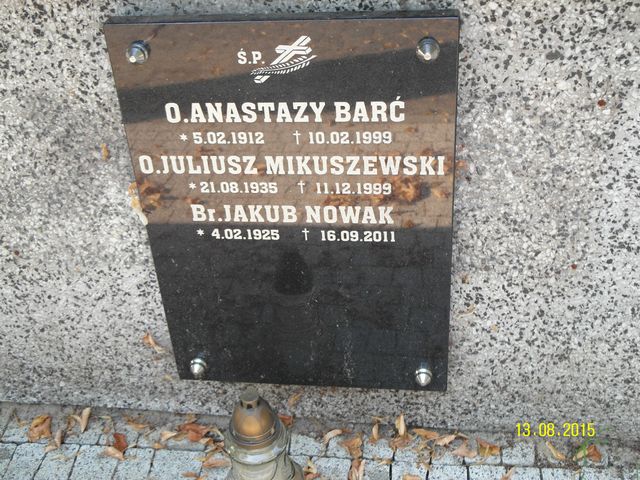 Ś.P.
O.ANASTAZY BARĆ
* 5.02.1912 † 10.02.1999
O.JULIUSZ MIKUSZEWSKI
* 21.08.1935 † 11.12.1999
Br.JAKUB NOWAK
* 4.02.1925 † 16.09.2011
13.08.2015